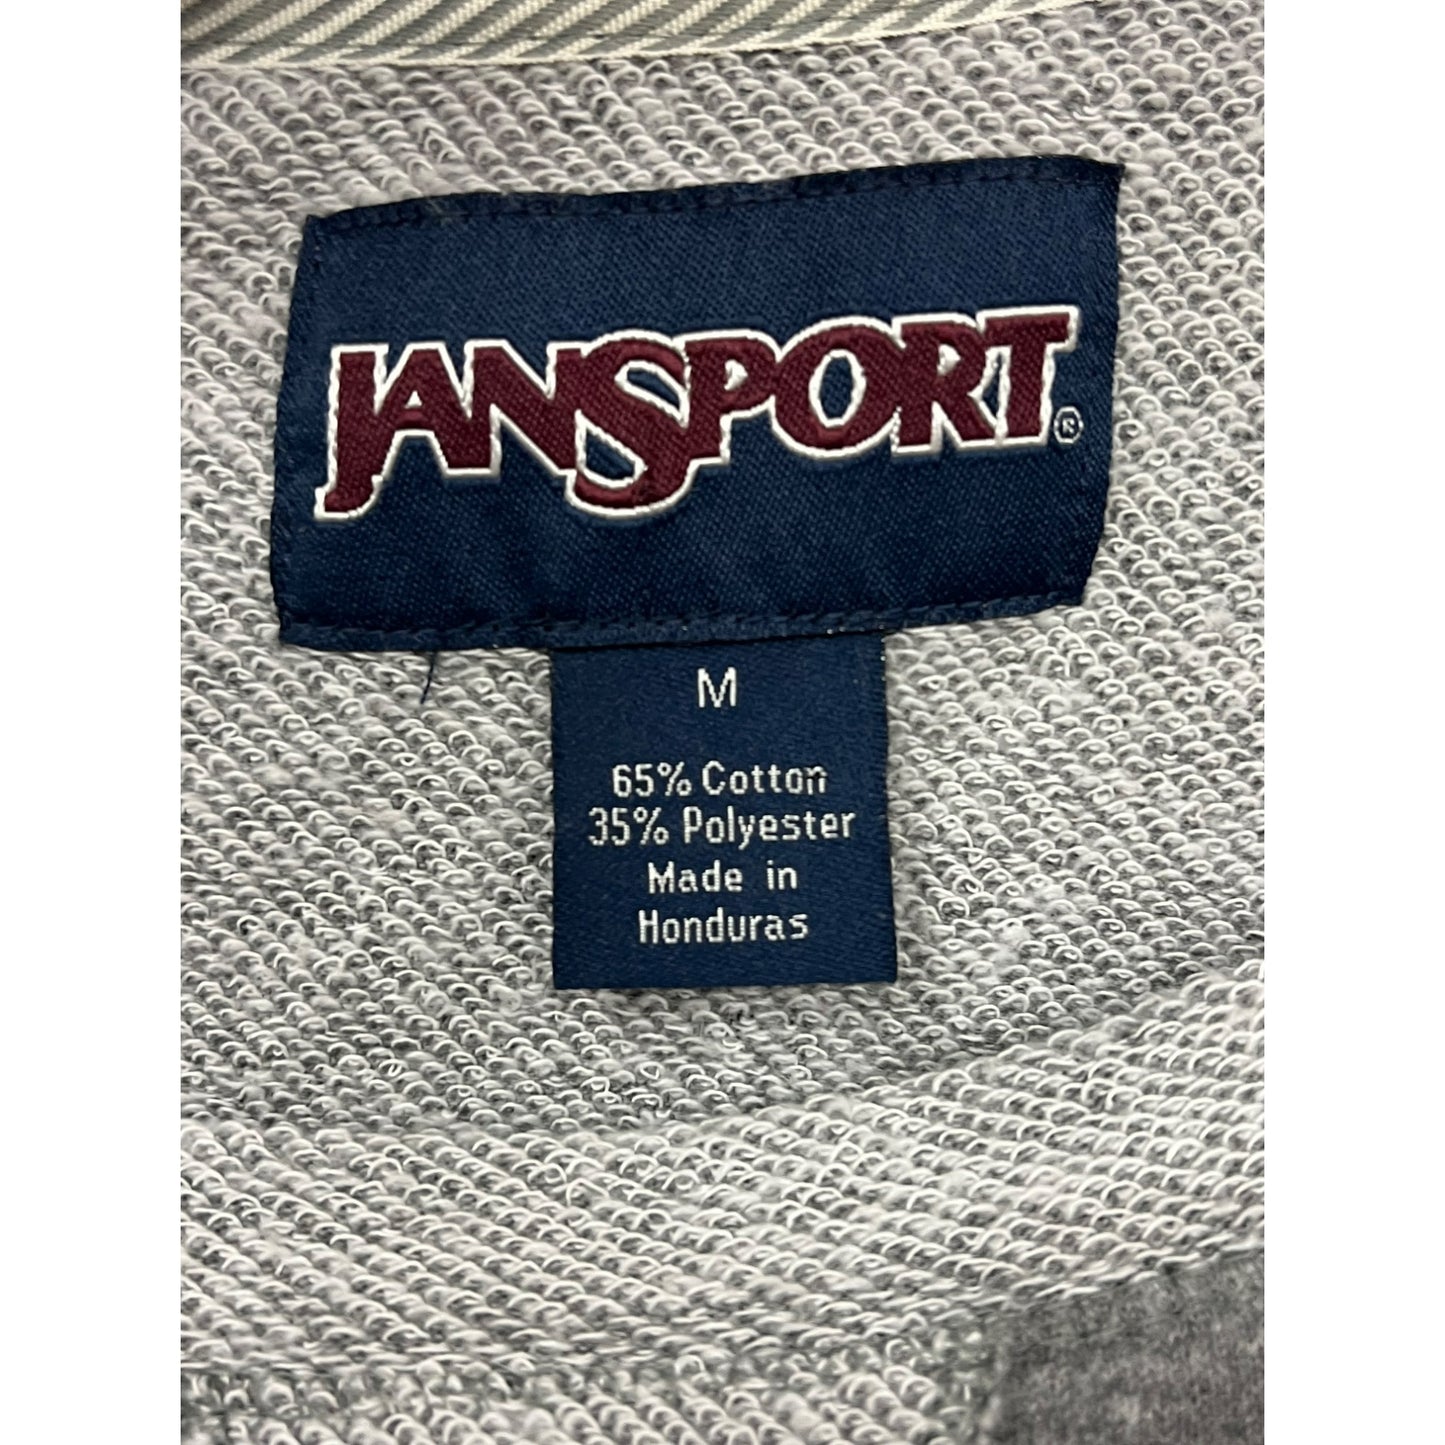 JANSPORT®
M
65% Cotton
35% Polyester
Made in
Honduras